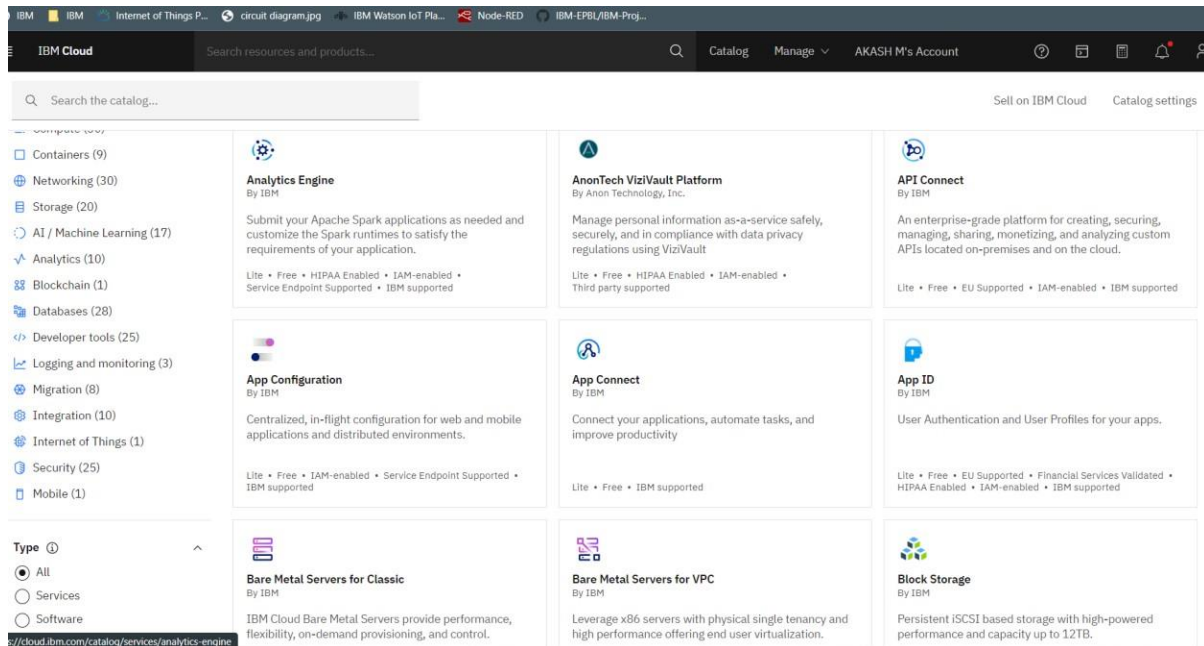 IBM
IBM
Internet of Things P...
circuit diagram.jpg
IBM Watson IoT Pla...
Node-RED
IBM-EPBL/IBM-Proj...
IBM Cloud
Search resources and products...
Catalog
Manage
AKASH M's Account
Search the catalog...
Sell on IBM Cloud
Catalog settings
Containers (9)
Networking (30)
Storage (20)
AI / Machine Learning (17)
Analytics (10)
Blockchain (1)
Databases (28)
Developer tools (25)
Logging and monitoring (3)
Migration (8)
Integration (10)
Internet of Things (1)
Security (25)
Mobile (1)
Type
All
Services
Software
s://cloud.ibm.com/catalog/services/analytics-engine
Analytics Engine
By IBM
Submit your Apache Spark applications as needed and
customize the Spark runtimes to satisfy the
requirements of your application.
Lite • Free • HIPAA Enabled • IAM-enabled •
Service Endpoint Supported • IBM supported
AnonTech ViziVault Platform
By Anon Technology, Inc.
Manage personal information as-a-service safely,
securely, and in compliance with data privacy
regulations using ViziVault
Lite • Free • HIPAA Enabled • IAM-enabled •
Third party supported
API Connect
By IBM
An enterprise-grade platform for creating, securing,
managing, sharing, monetizing, and analyzing custom
APIs located on-premises and on the cloud.
Lite • Free • EU Supported • IAM-enabled • IBM supported
App Configuration
By IBM
Centralized, in-flight configuration for web and mobile
applications and distributed environments.
Lite • Free • IAM-enabled • Service Endpoint Supported •
IBM supported
App Connect
By IBM
Connect your applications, automate tasks, and
improve productivity
Lite • Free • IBM supported
App ID
By IBM
User Authentication and User Profiles for your apps.
Lite • Free • EU Supported • Financial Services Validated •
HIPAA Enabled • IAM-enabled • IBM supported
Bare Metal Servers for Classic
By IBM
IBM Cloud Bare Metal Servers provide performance,
flexibility, on-demand provisioning, and control.
Bare Metal Servers for VPC
By IBM
Leverage x86 servers with physical single tenancy and
high performance offering end user virtualization.
Block Storage
By IBM
Persistent iSCSI based storage with high-powered
performance and capacity up to 12TB.